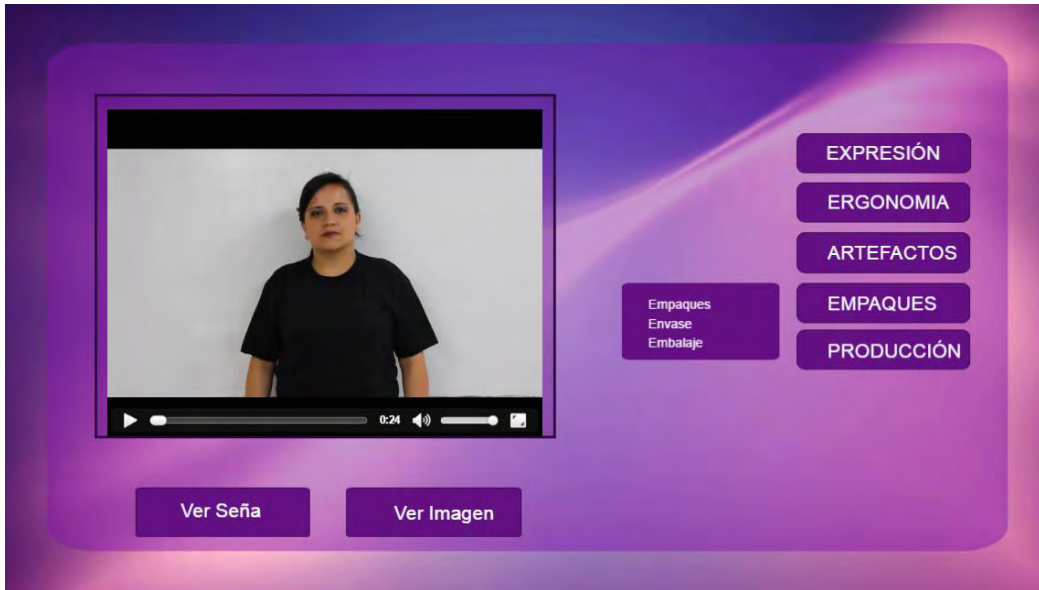 EXPRESIÓN
ERGONOMIA
ARTEFACTOS
Empaques
Envase
Embalaje
EMPAQUES
PRODUCCIÓN
0:24
Ver Seña
Ver Imagen